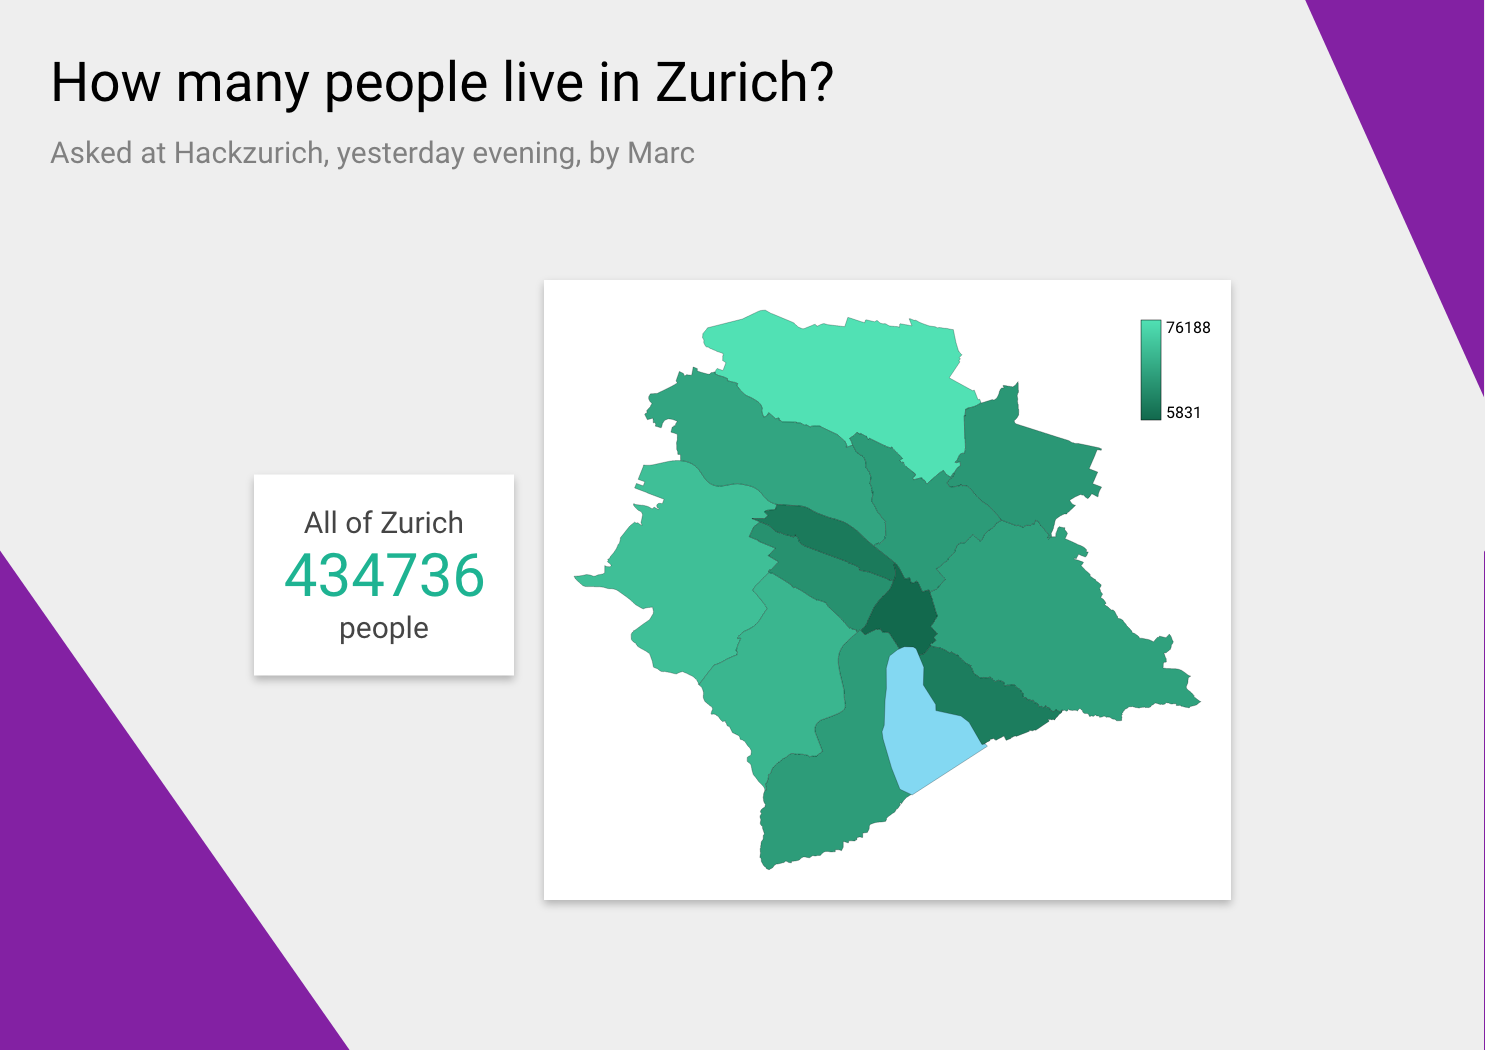 How many people live in Zurich?
Asked at Hackzurich, yesterday evening, by Marc
76188
5831
All of Zurich
434736
people